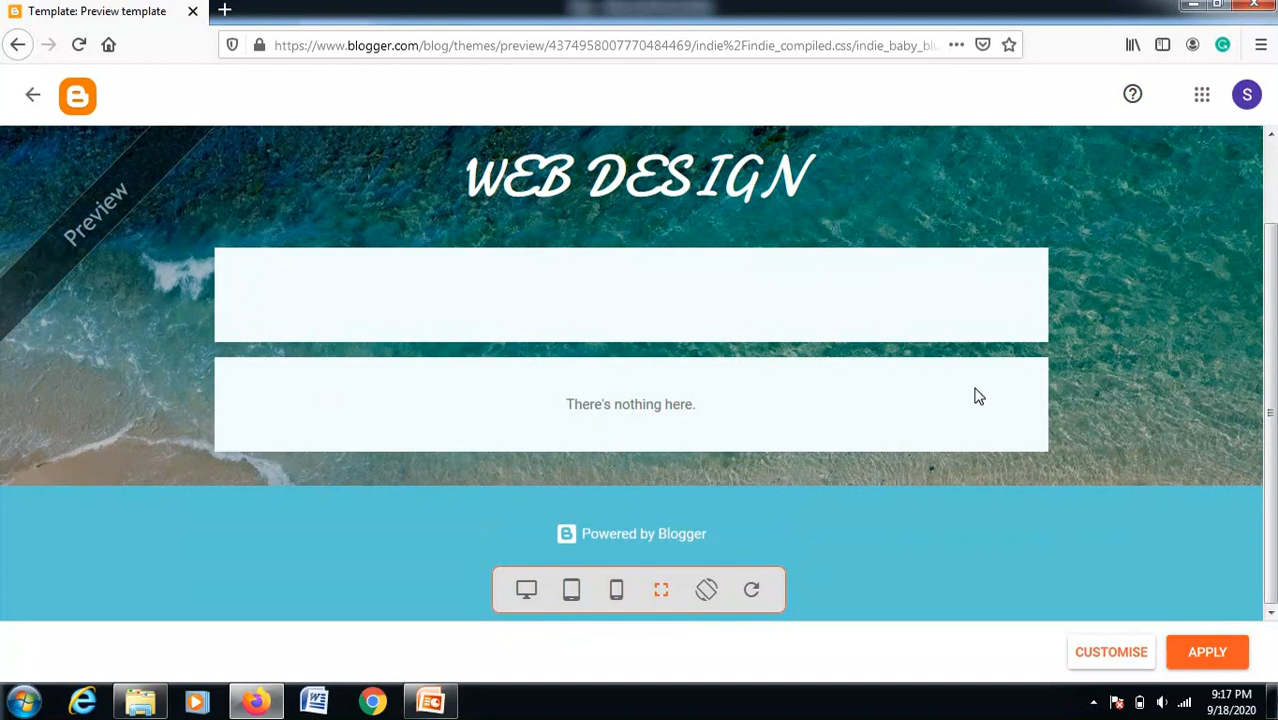 Template: Preview template
https://www.blogger.com/blog/themes/preview/4374958007770484469/indie%2Findie_compiled.css/indie_baby_bl
S
Preview
WEB DESIGN
There's nothing here.
Powered by Blogger
CUSTOMISE
APPLY
9:17 PM
9/18/2020